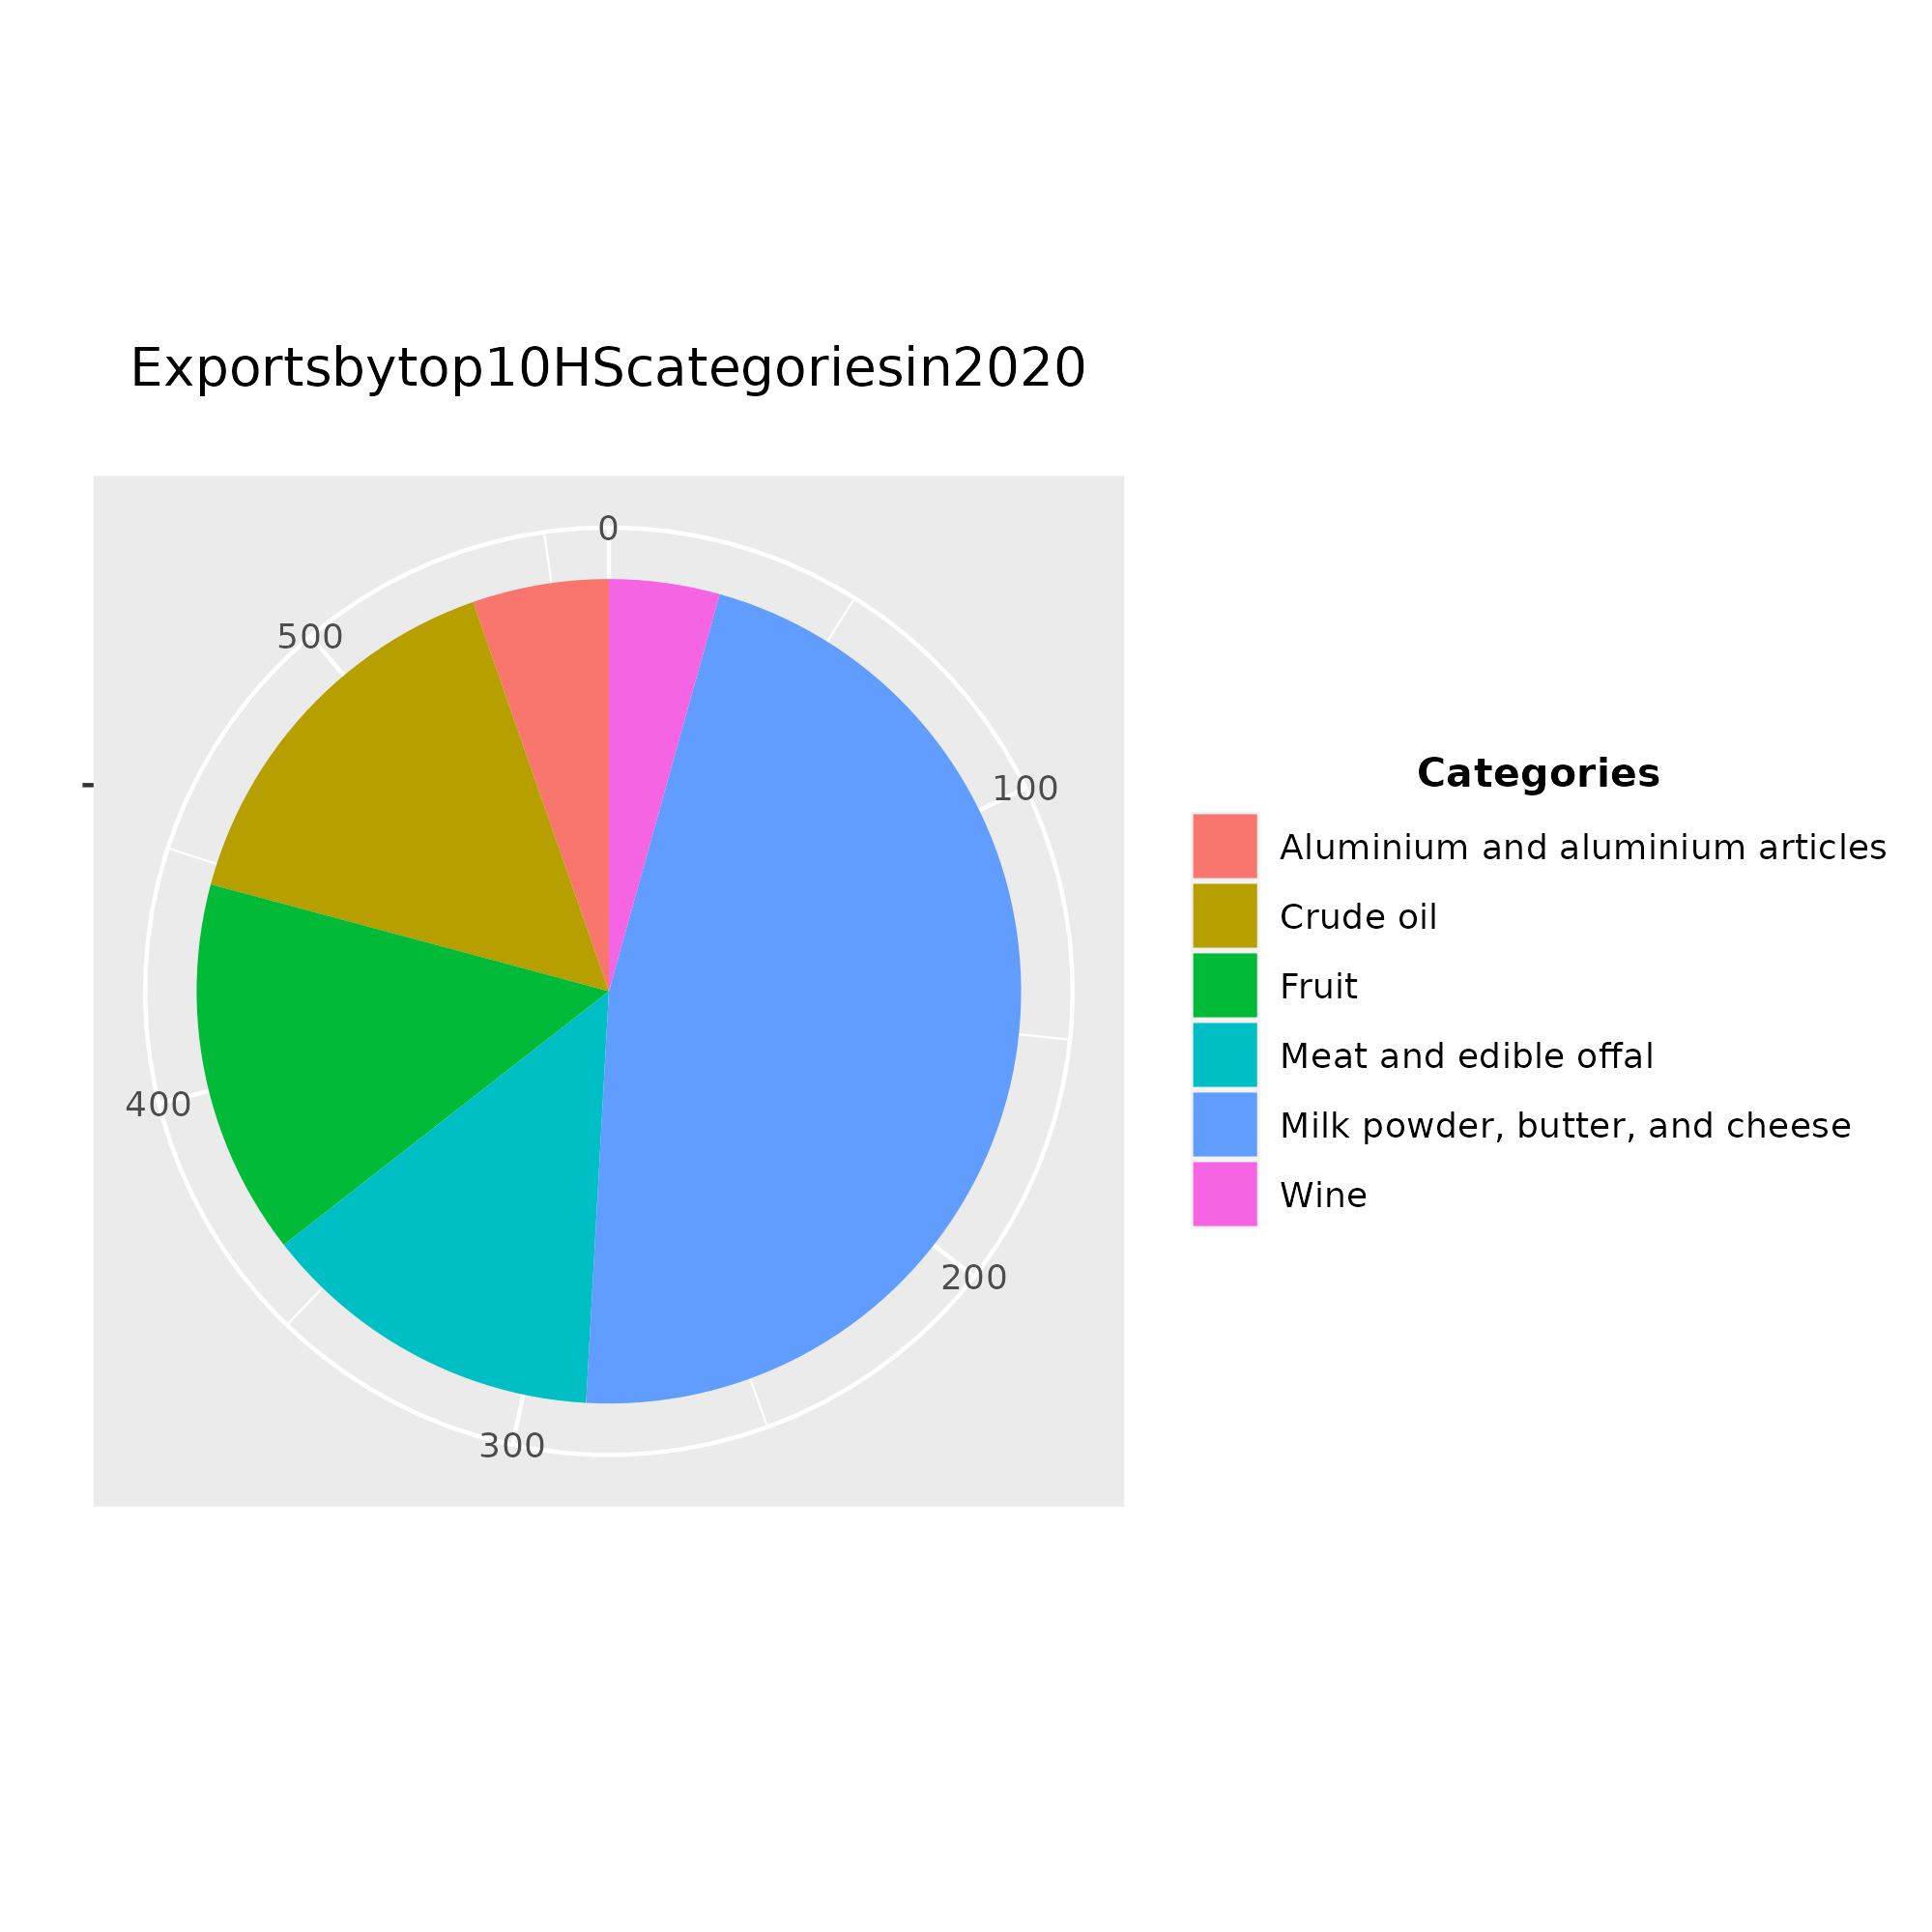 Exportsbytop10HScategoriesin2020
0
500
100
400
200
300
-
Categories
Aluminium and aluminium articles
Crude oil
Fruit
Meat and edible offal
Milk powder, butter, and cheese
Wine